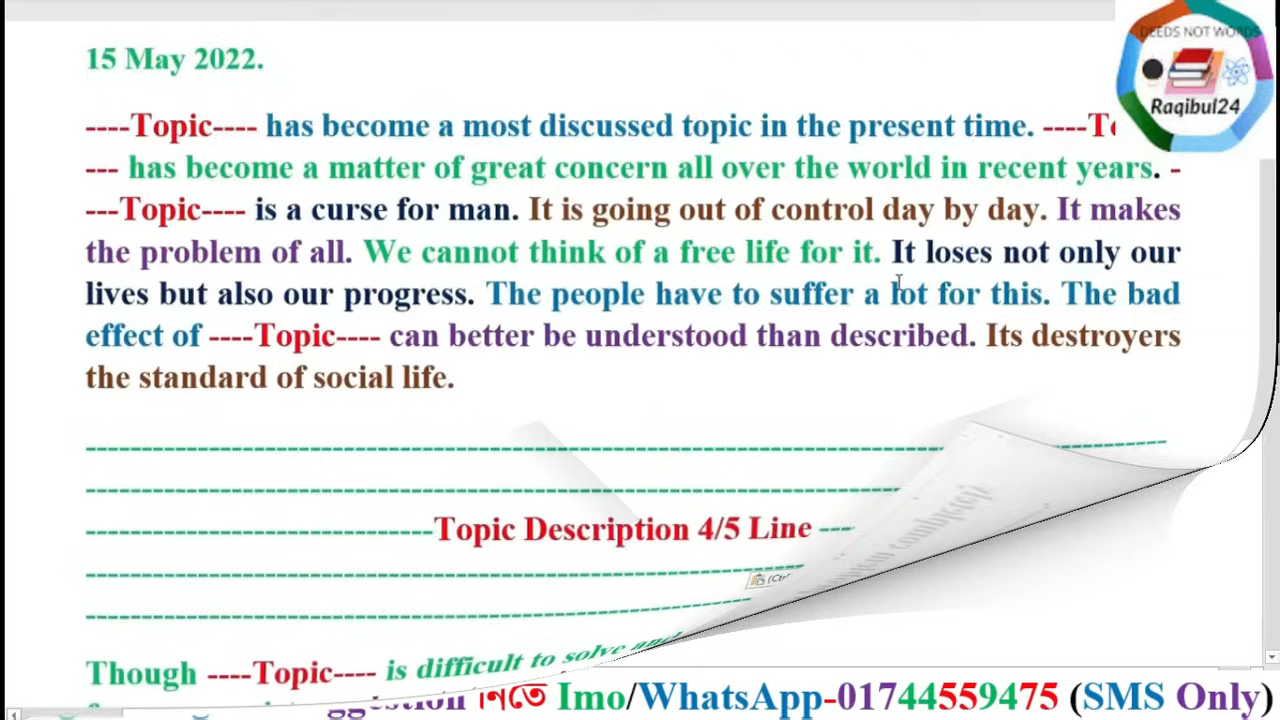 15 May 2022.
DEEDS NOT WORDS
Raqibul24
----Topic---- has become a most discussed topic in the present time. ----
--- has become a matter of great concern all over the world in recent years. -
---Topic---- is a curse for man. It is going out of control day by day. It makes
the problem of all. We cannot think of a free life for it. It loses not only our
lives but also our progress. The people have to suffer a lot for this. The bad
effect of ----Topic---- can better be understood than described. Its destroyers
the standard of social life.
Topic Description 4/5 Line
Though ----Topic---- is difficult to solve and
নিতে Imo/WhatsApp-01744559475 (SMS Only)